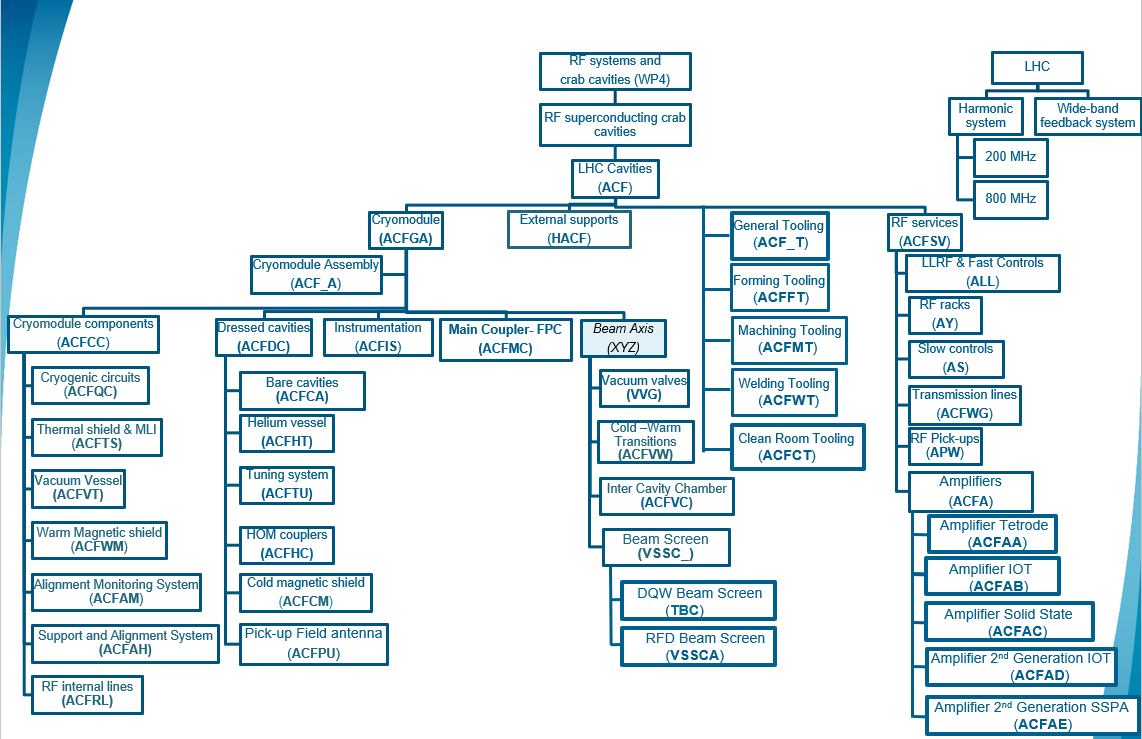 RF systems and
crab cavities (WP4)
RF superconducting crab
cavities
LHC Cavities
(ACF)
LHC
Harmonic
system
Wide-band
feedback system
200 MHz
800 MHz
Cryomodule
(ACFGA)
External supports
(HACF)
General Tooling
(ACF_T)
RF services
(ACFSV)
Cryomodule Assembly
(ACF_A)
Forming Tooling
(ACFFT)
Machining Tooling
(ACFMT)
Welding Tooling
(ACFWT)
Clean Room Tooling
(ACFCT)
LLRF & Fast Controls
(ALL)
RF racks
(AY)
Slow controls
(AS)
Transmission lines
(ACFWG)
RF Pick-ups
(APW)
Amplifiers
(ACFA)
Amplifier Tetrode
(ACFAA)
Amplifier IOT
(ACFAB)
Amplifier Solid State
(ACFAC)
Amplifier 2nd Generation IOT
(ACFAD)
Amplifier 2nd Generation SSPA
(ACFAE)
Cryomodule components
(ACFCC)
Dressed cavities
(ACFDC)
Instrumentation
(ACFIS)
Main Coupler- FPC
(ACFMC)
Beam Axis
(XYZ)
Cryogenic circuits
(ACFQC)
Thermal shield & MLI
(ACFTS)
Vacuum Vessel
(ACFVT)
Warm Magnetic shield
(ACFWM)
Alignment Monitoring System
(ACFAM)
Support and Alignment System
(ACFAH)
RF internal lines
(ACFRL)
Bare cavities
(ACFCA)
Helium vessel
(ACFHT)
Tuning system
(ACFTU)
HOM couplers
(ACFHC)
Cold magnetic shield
(ACFCM)
Pick-up Field antenna
(ACFPU)
Vacuum valves
(VVG)
Cold –Warm
Transitions
(ACFVW)
Inter Cavity Chamber
(ACFVC)
Beam Screen
(VSSC_)
DQW Beam Screen
(TBC)
RFD Beam Screen
(VSSCA)